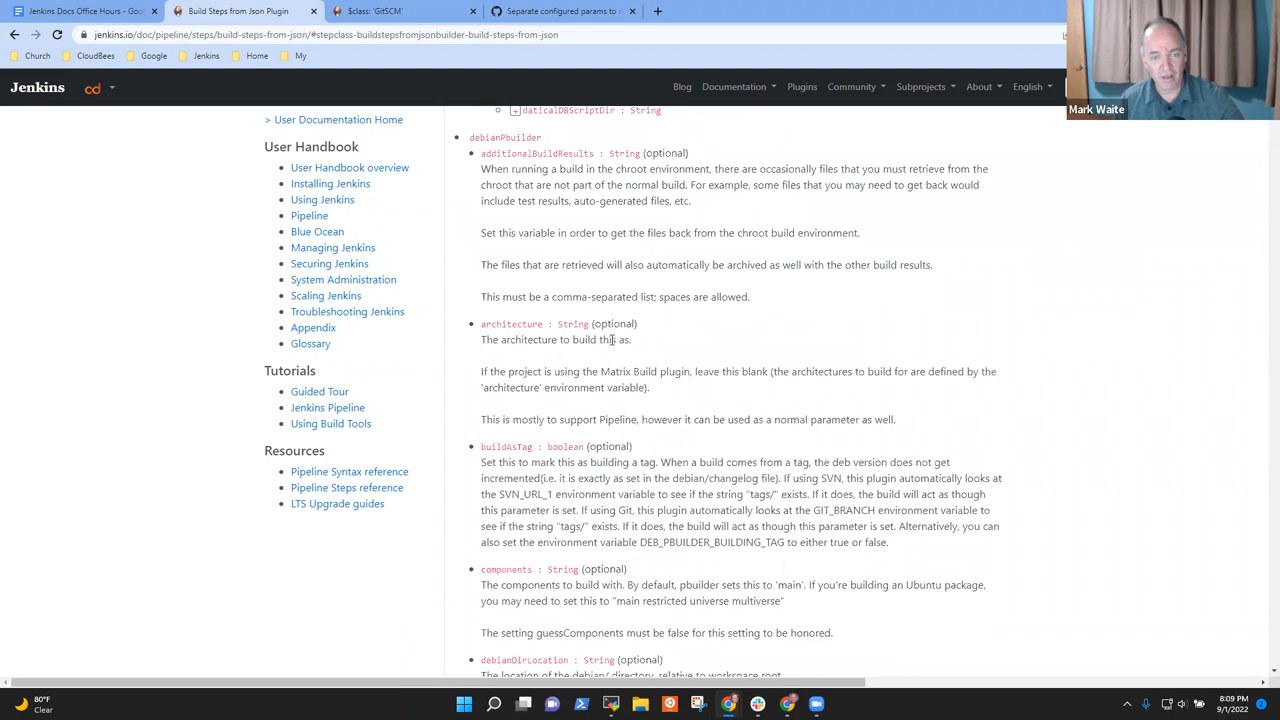 Jenkins Docs Office Hours - Goo
Build Steps from Json Plugin
$class: 'GitSCM'
Separate configured params to n
jenkins.io/doc/pipeline/steps/build-steps-from-json/#stepclass-buildstepsfromjsonbuilder-build-steps-from-json
Church
CloudBees
Google
Jenkins
Home
My
Jenkins
cd
Blog
Documentation
Plugins
Community
Subprojects
About
English
Mark Waite
> User Documentation Home
User Handbook
User Handbook overview
Installing Jenkins
Using Jenkins
Pipeline
Blue Ocean
Managing Jenkins
Securing Jenkins
System Administration
Scaling Jenkins
Troubleshooting Jenkins
Appendix
Glossary
Tutorials
Guided Tour
Jenkins Pipeline
Using Build Tools
Resources
Pipeline Syntax reference
Pipeline Steps reference
LTS Upgrade guides
daticalDBScriptDir : String
debianPbuilder
additionalBuildResults : String (optional)
When running a build in the chroot environment, there are occasionally files that you must retrieve from the
chroot that are not part of the normal build. For example, some files that you may need to get back would
include test results, auto-generated files, etc.
Set this variable in order to get the files back from the chroot build environment.
The files that are retrieved will also automatically be archived as well with the other build results.
This must be a comma-separated list; spaces are allowed.
architecture : String (optional)
The architecture to build this as.
If the project is using the Matrix Build plugin, leave this blank (the architectures to build for are defined by the
'architecture' environment variable).
This is mostly to support Pipeline, however it can be used as a normal parameter as well.
buildAsTag : boolean (optional)
Set this to mark this as building a tag. When a build comes from a tag, the deb version does not get
incremented(i.e. it is exactly as set in the debian/changelog file). If using SVN, this plugin automatically looks at
the SVN_URL_1 environment variable to see if the string "tags/" exists. If it does, the build will act as though
this parameter is set. If using Git, this plugin automatically looks at the GIT_BRANCH environment variable to
see if the string "tags/" exists. If it does, the build will act as though this parameter is set. Alternatively, you can
also set the environment variable DEB_PBUILDER_BUILDING_TAG to either true or false.
components : String (optional)
The components to build with. By default, pbuilder sets this to 'main'. If you're building an Ubuntu package,
you may need to set this to "main restricted universe multiverse"
The setting guessComponents must be false for this setting to be honored.
debianDirLocation : String (optional)
The location of the debian/ directory, relative to workspace root
80°F
Clear
8:09 PM
9/1/2022